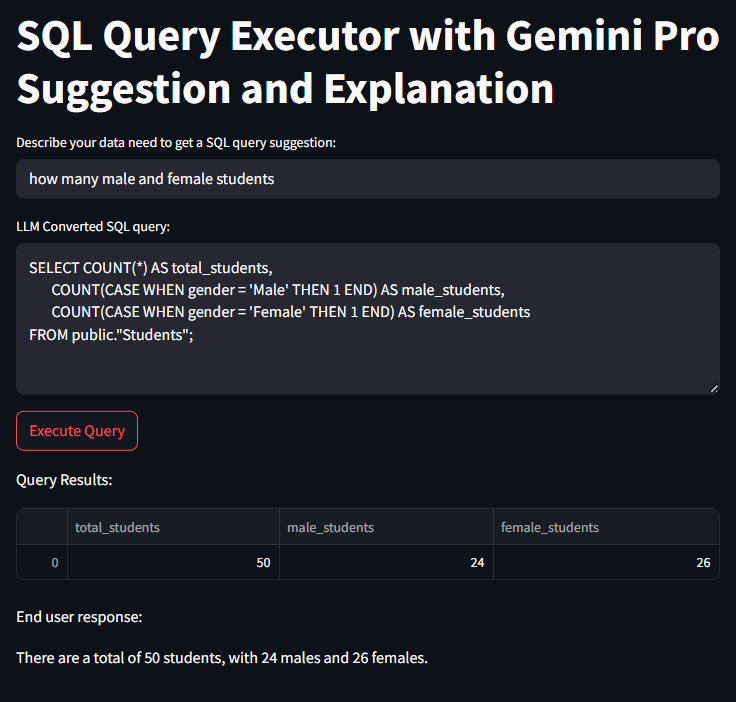 SQL Query Executor with Gemini Pro
Suggestion and Explanation
Describe your data need to get a SQL query suggestion:
how many male and female students
LLM Converted SQL query:
SELECT COUNT(*) AS total_students,
COUNT(CASE WHEN gender = 'Male' THEN 1 END) AS male_students,
COUNT(CASE WHEN gender = 'Female' THEN 1 END) AS female_students
FROM public."Students";
Execute Query
Query Results:
total_students male_students female_students
0 50 24 26
End user response:
There are a total of 50 students, with 24 males and 26 females.